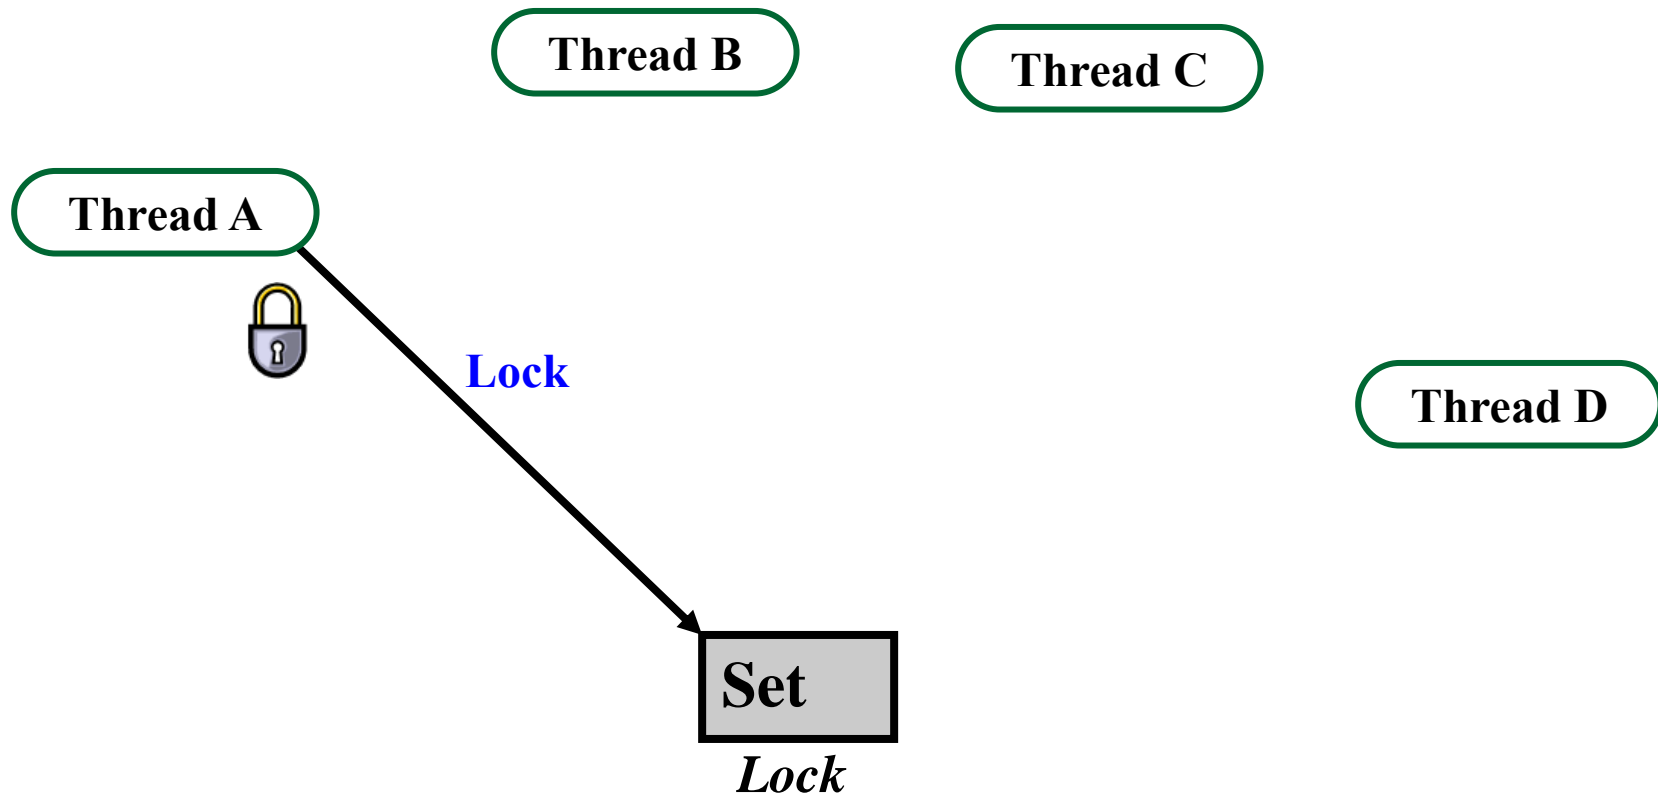 Thread B
Thread C
Thread A
Lock
Thread D
Set
Lock